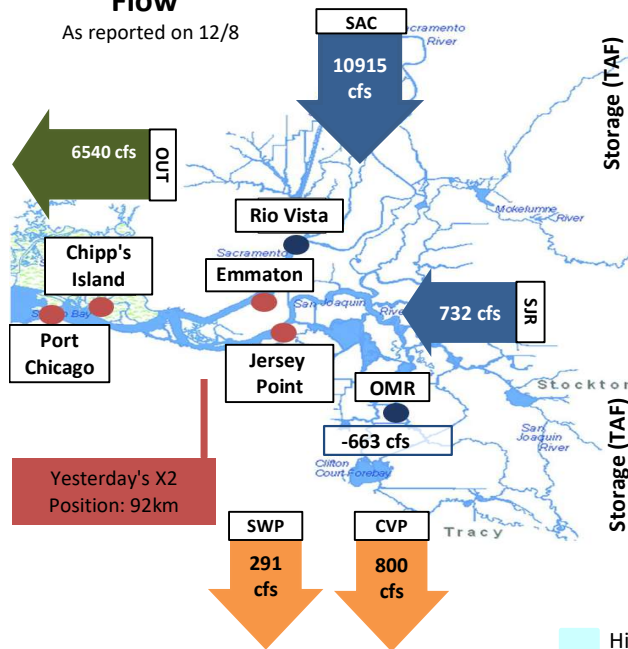 Flow
As reported on 12/8
SAC
10915
cfs
Sacramento
River
Storage (TAF)
6540 cfs
OUT
Mokelumne
River
Rio Vista
Chipp's
Island
Sacramento
Emmaton
San Joaquin
River
732 cfs
SJR
Port
Chicago
Jersey
Point
OMR
Stockton
-663 cfs
San
Joaquin
River
Storage (TAF)
Clifton
Court Forebay
Yesterday's X2
Position: 92km
Tracy
SWP
CVP
291
cfs
800
cfs
Hi